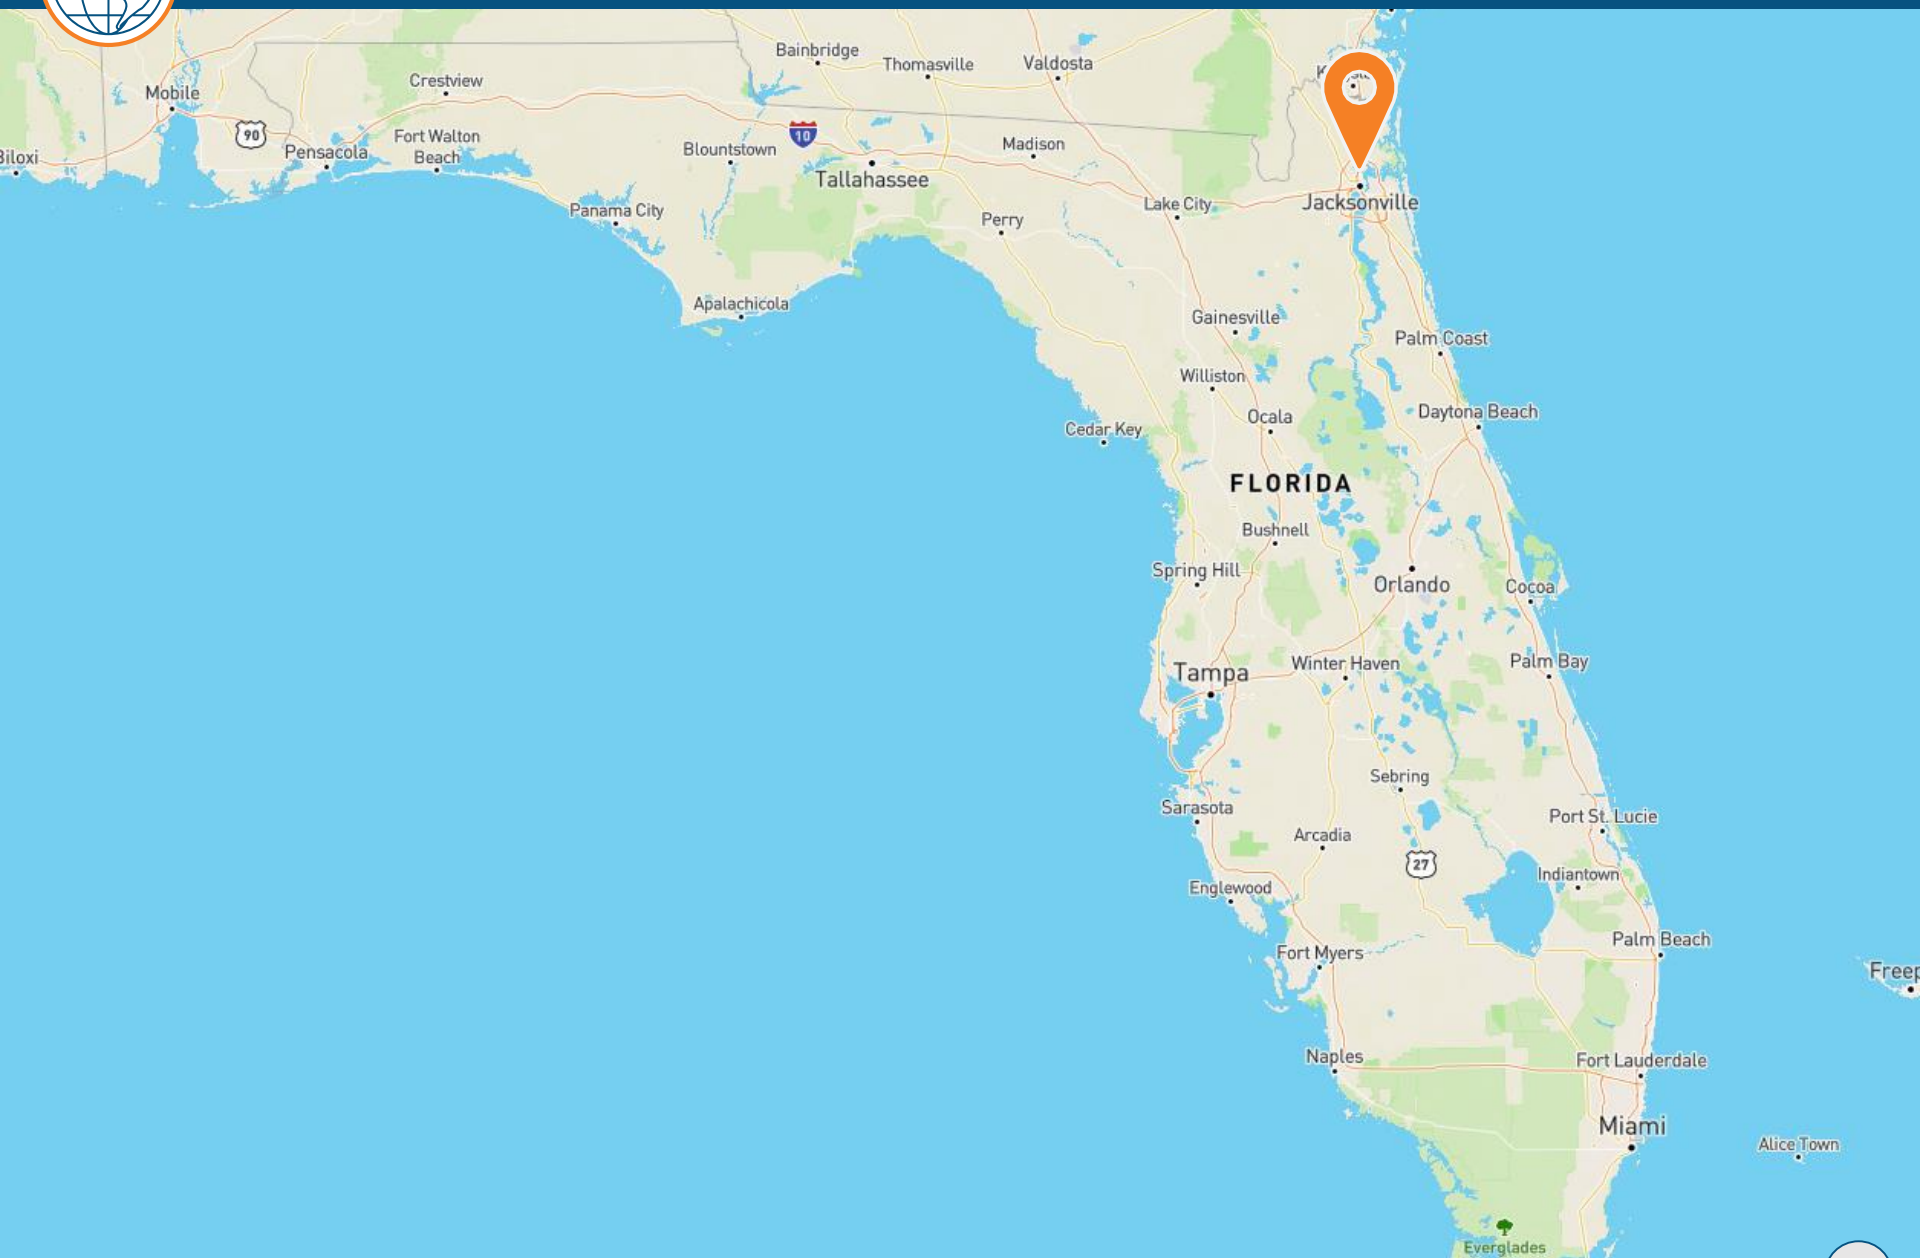 Bainbridge
Thomasville
Valdosta
Crestview
Mobile
90
Fort Walton
Beach
Pensacola
Biloxi
10
Blountstown
Madison
Tallahassee
Lake City
Jacksonville
Panama City
Perry
Apalachicola
Gainesville
Palm Coast
Williston
Ocala
Daytona Beach
Cedar Key
FLORIDA
Bushnell
Spring Hill
Orlando
Cocoa
Tampa
Winter Haven
Palm Bay
Sebring
Sarasota
Port St. Lucie
Arcadia
27
Indiantown
Englewood
Palm Beach
Fort Myers
Freep
Naples
Fort Lauderdale
Miami
Alice Town
Everglades